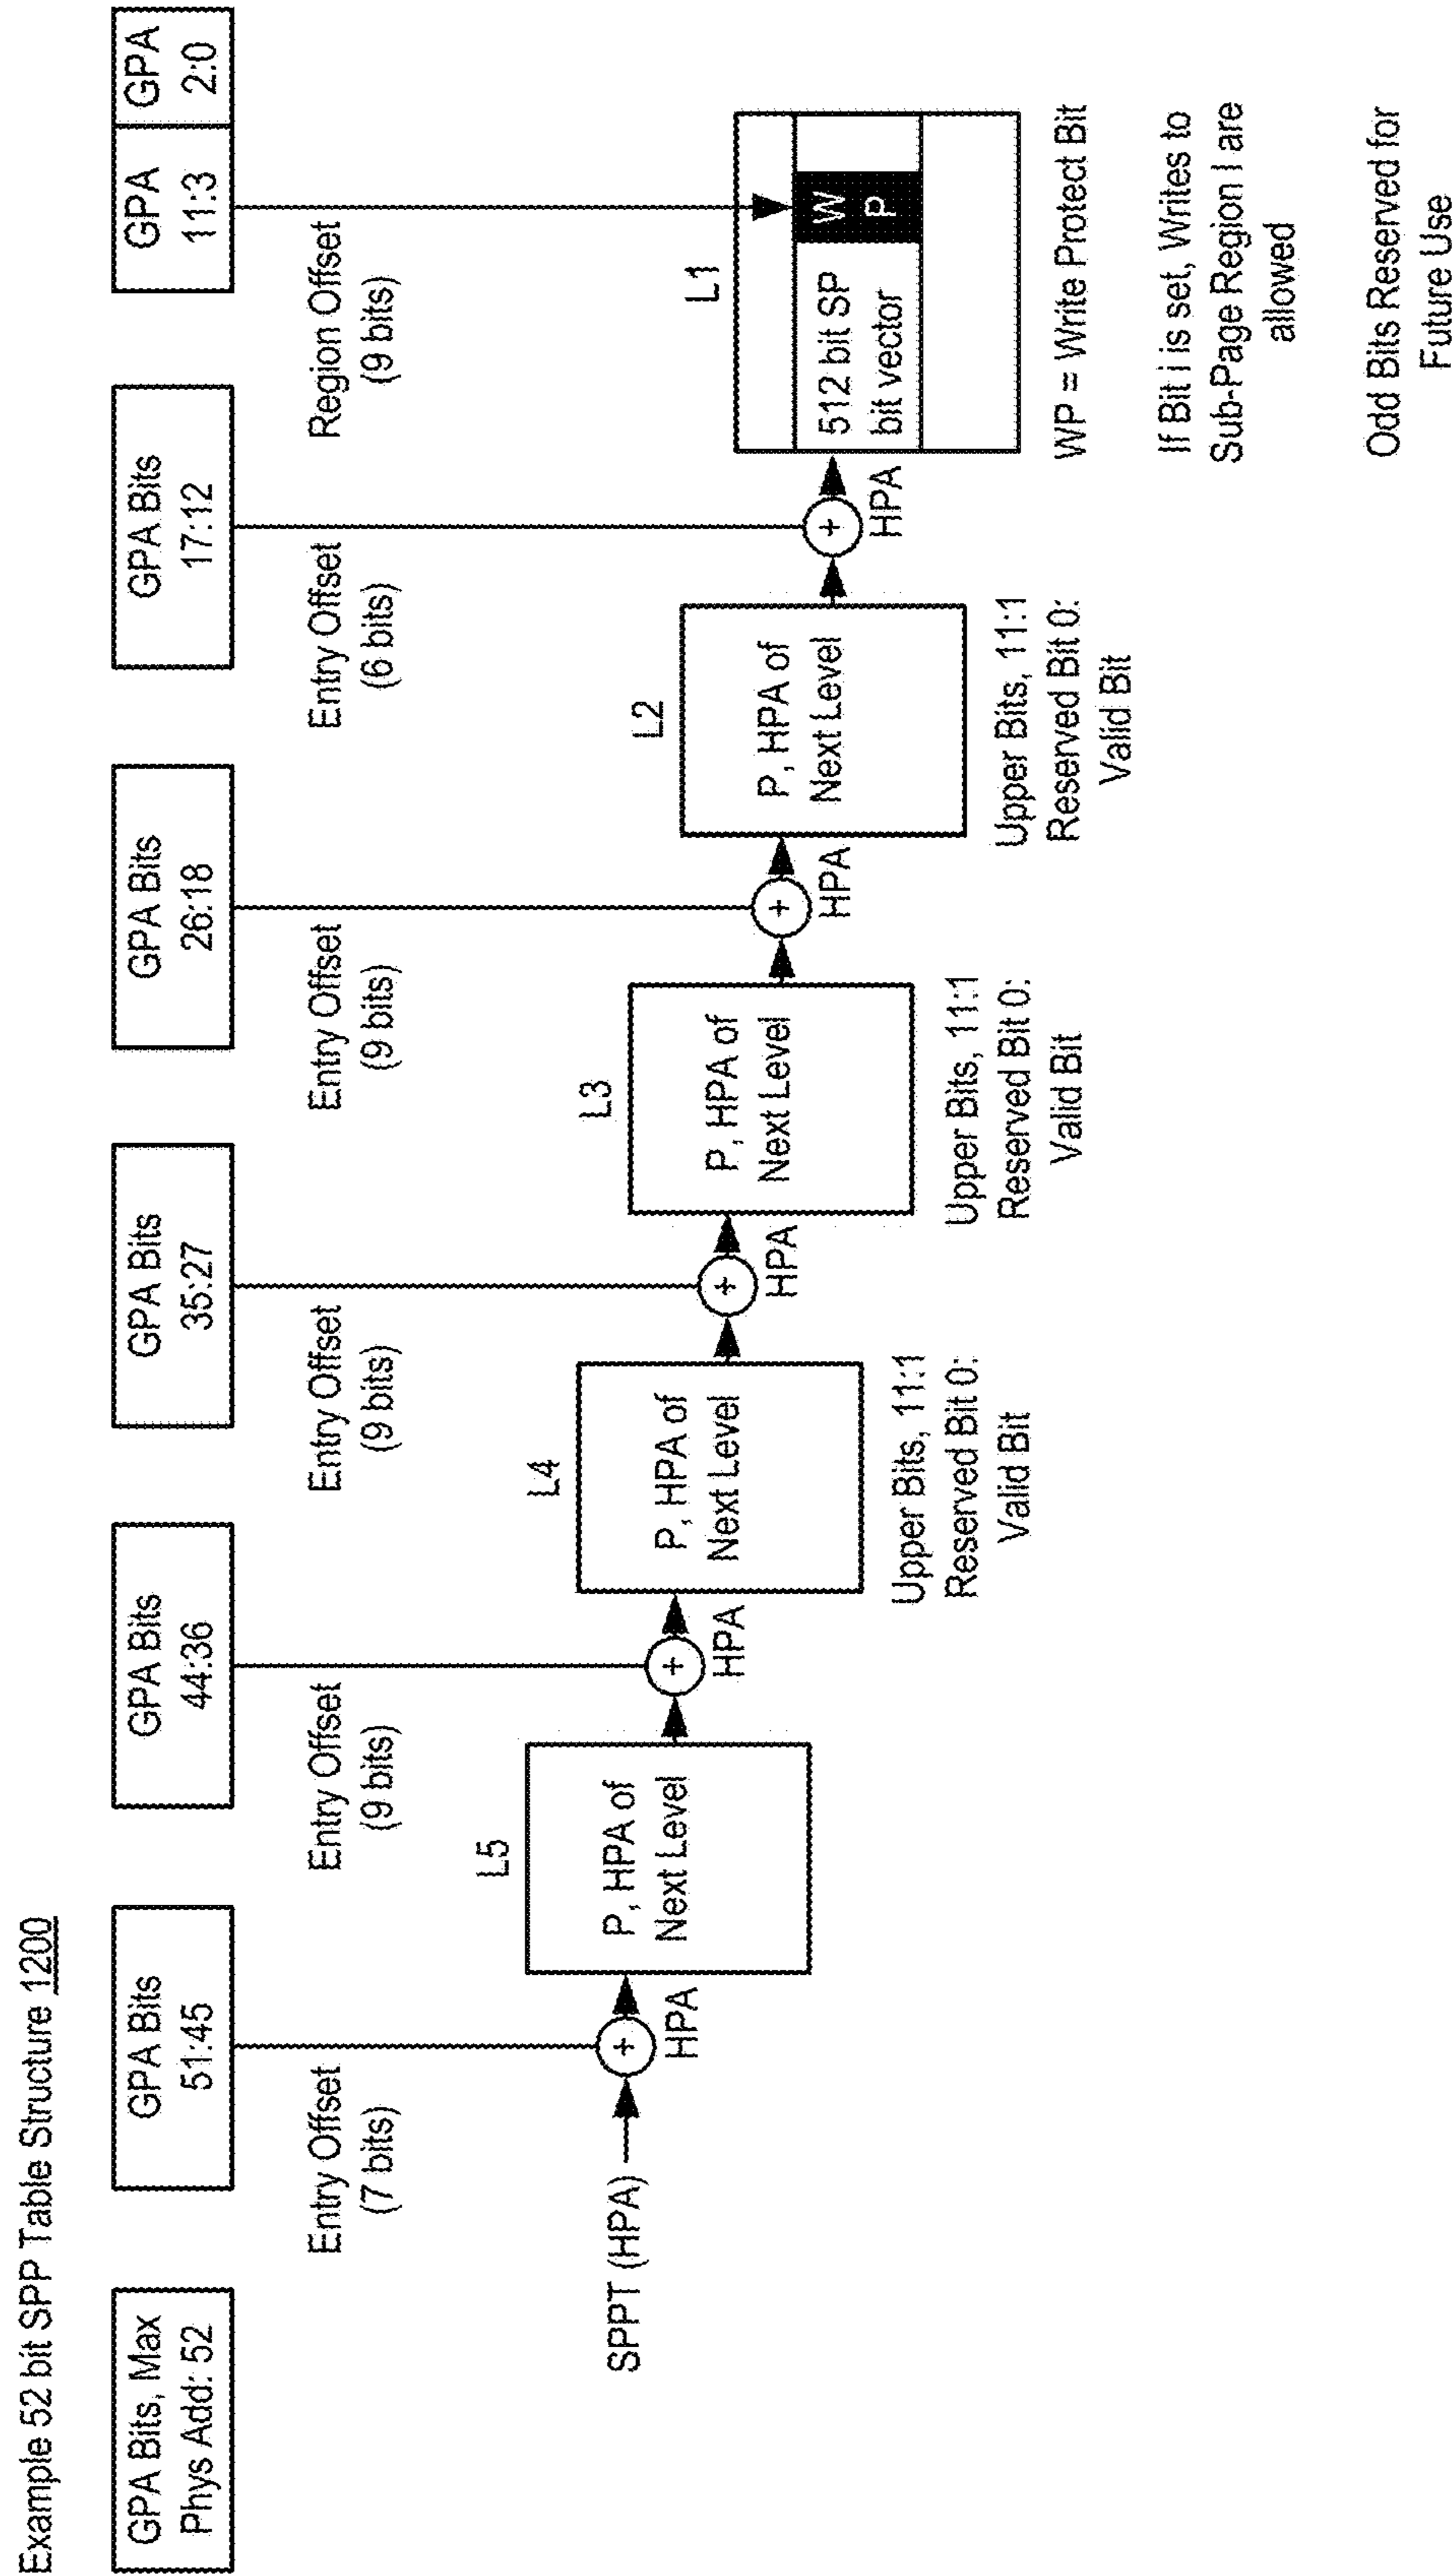 Example 52 bit SPP Table Structure 1200
GPA Bits, Max
Phys Add: 52
GPA Bits
51:45
GPA Bits
44:36
GPA Bits
35:27
GPA Bits
26:18
GPA Bits
17:12
GPA
11:3
GPA
2:0
Entry Offset
(7 bits)
Entry Offset
(9 bits)
Entry Offset
(9 bits)
Entry Offset
(9 bits)
Entry Offset
(6 bits)
Region Offset
(9 bits)
SPPT (HPA)
+
HPA
L5
P, HPA of
Next Level
+
HPA
L4
P, HPA of
Next Level
Upper Bits, 11:1
Reserved Bit 0:
Valid Bit
+
HPA
L3
P, HPA of
Next Level
Upper Bits, 11:1
Reserved Bit 0:
Valid Bit
+
HPA
L2
P, HPA of
Next Level
Upper Bits, 11:1
Reserved Bit 0:
Valid Bit
+
HPA
L1
512 bit SP
bit vector
W
P
WP = Write Protect Bit
If Bit i is set, Writes to
Sub-Page Region I are
allowed
Odd Bits Reserved for
Future Use